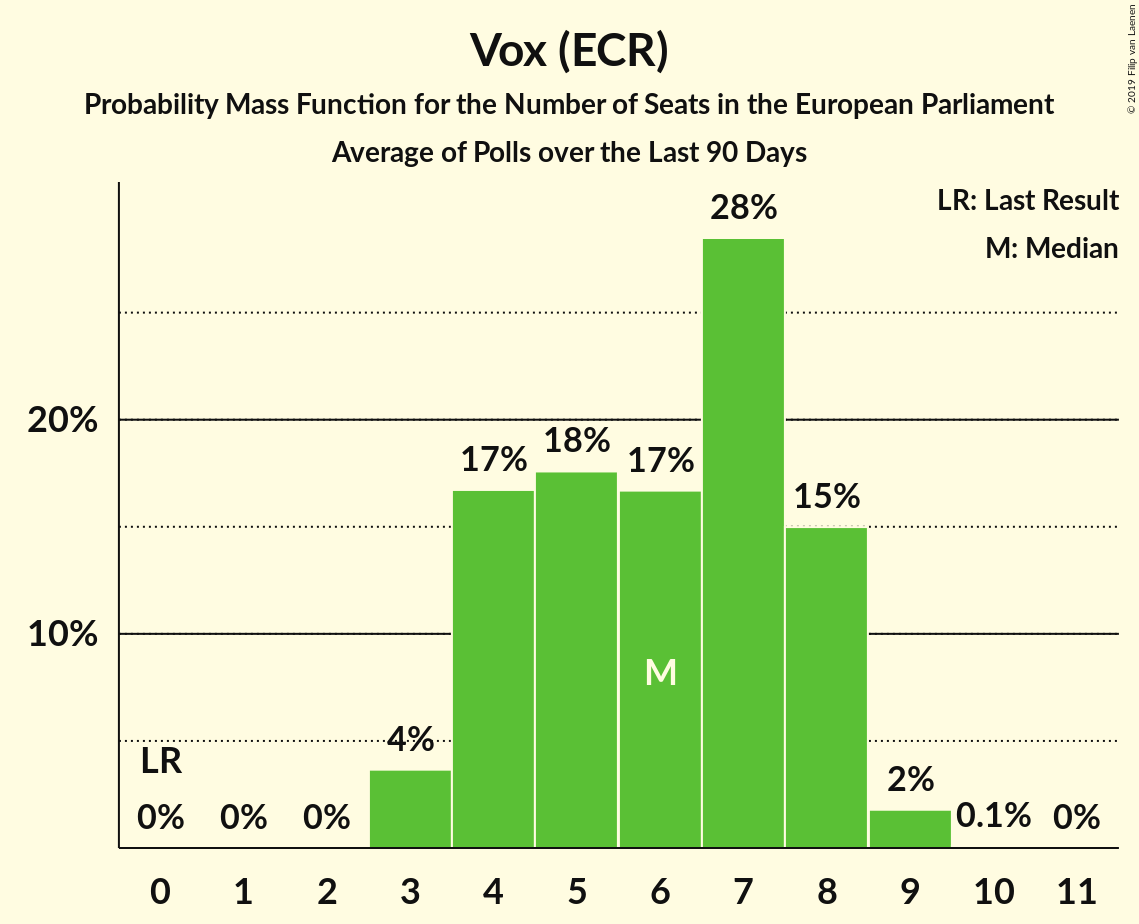 Vox (ECR)
Probability Mass Function for the Number of Seats in the European Parliament
Average of Polls over the Last 90 Days
© 2019 Filip van Laenen
LR: Last Result
M: Median
28%
20%
18%
17%
17%
15%
10%
M
4%
LR
2%
0%
0%
0%
0.1%
0%
0 1 2 3 4 5 6 7 8 9 10 11